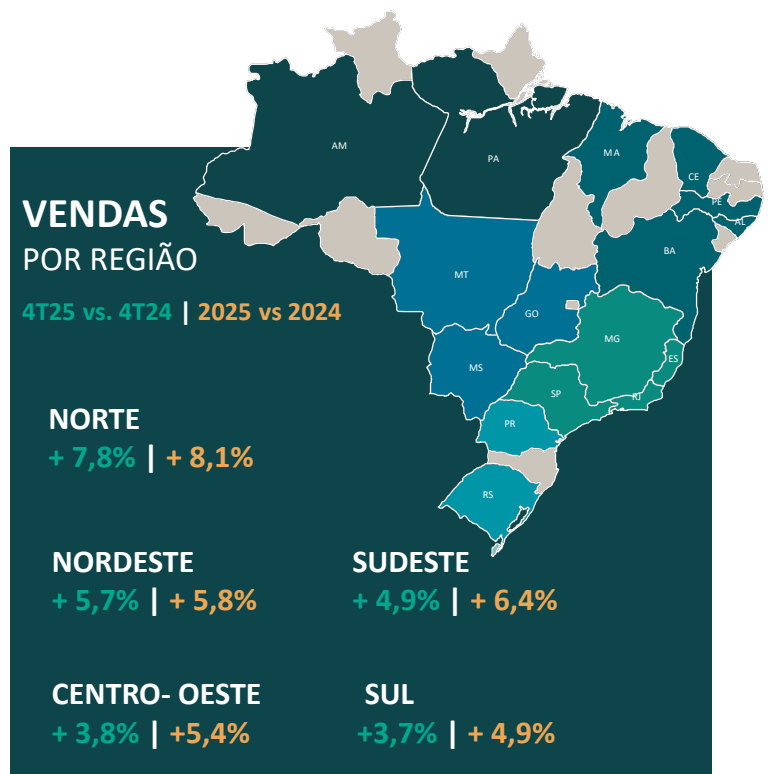 AM
PA
MA
CE
PE
AL
BA
MT
GO
MG
ES
MS
SP
RJ
PR
RS
VENDAS
POR REGIÃO
4T25 vs. 4T24 | 2025 vs 2024
NORTE
+ 7,8% | + 8,1%
NORDESTE
+ 5,7% | + 5,8%
SUDESTE
+ 4,9% | + 6,4%
CENTRO- OESTE
+ 3,8% | +5,4%
SUL
+3,7% | + 4,9%